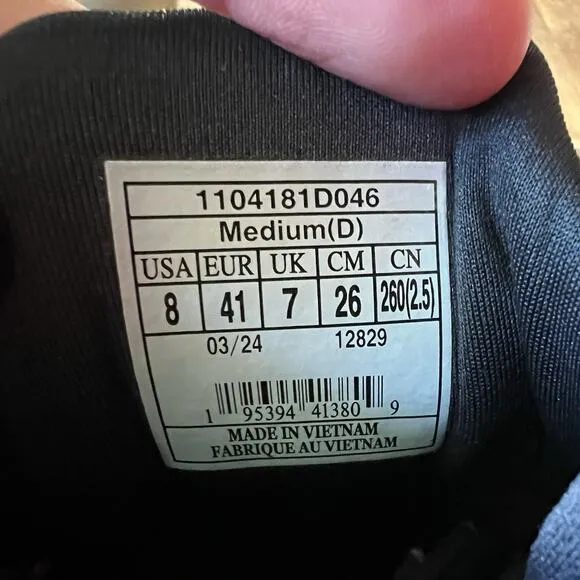 1104181D046
Medium(D)
USA EUR UK CM CN
8 41 7 26 260(2.5)
03/24 12829
1 95394 41380 9
MADE IN VIETNAM
FABRIQUE AU VIETNAM